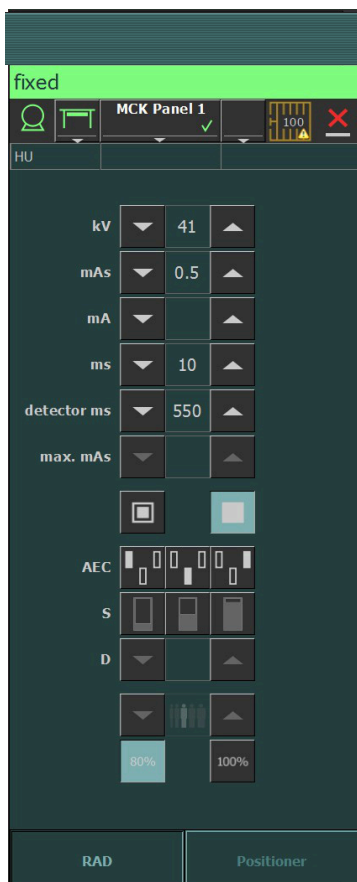 fixed
MCK Panel 1
100
HU
kV 41
mAs 0.5
mA
ms 10
detector ms 550
max. mAs
AEC
S
D
80% 100%
RAD Positioner